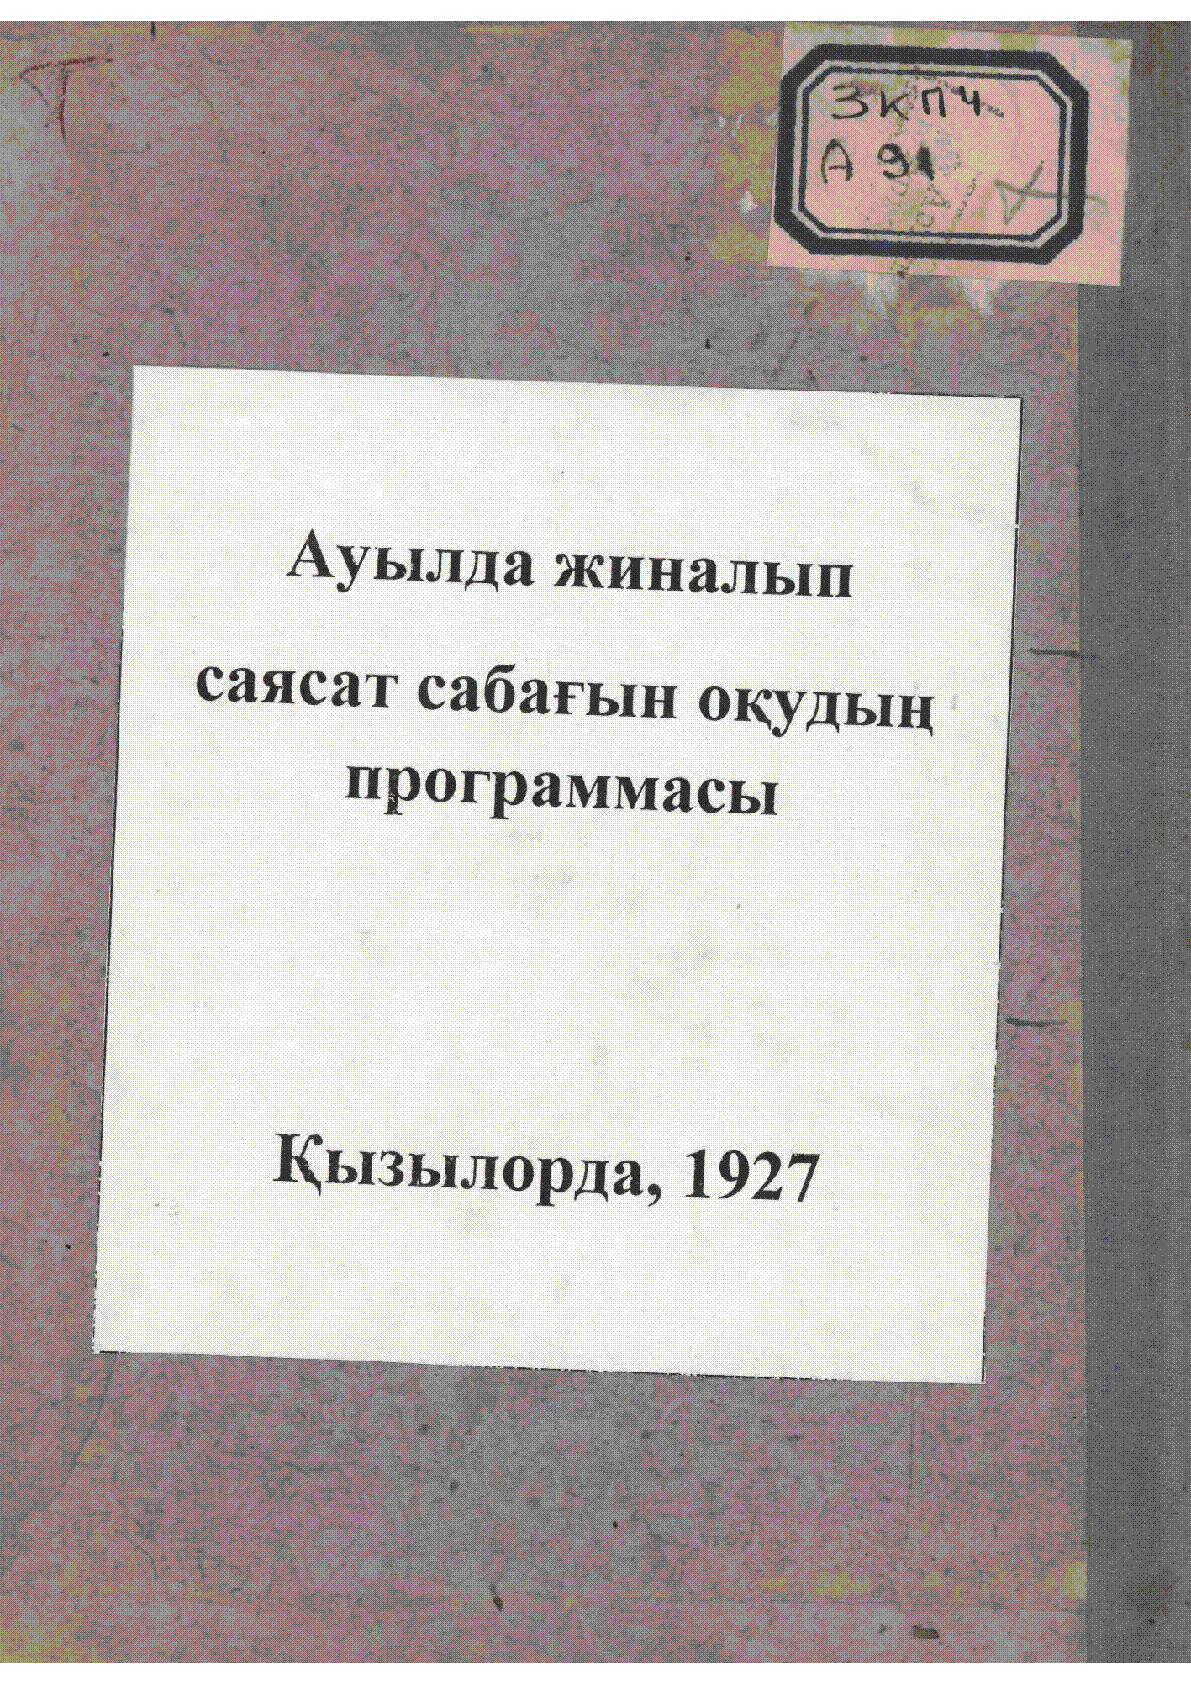 ЗКПЧ
А 91
Ауылда жиналып
саясат сабағын оқудың
программасы
Қызылорда, 1927